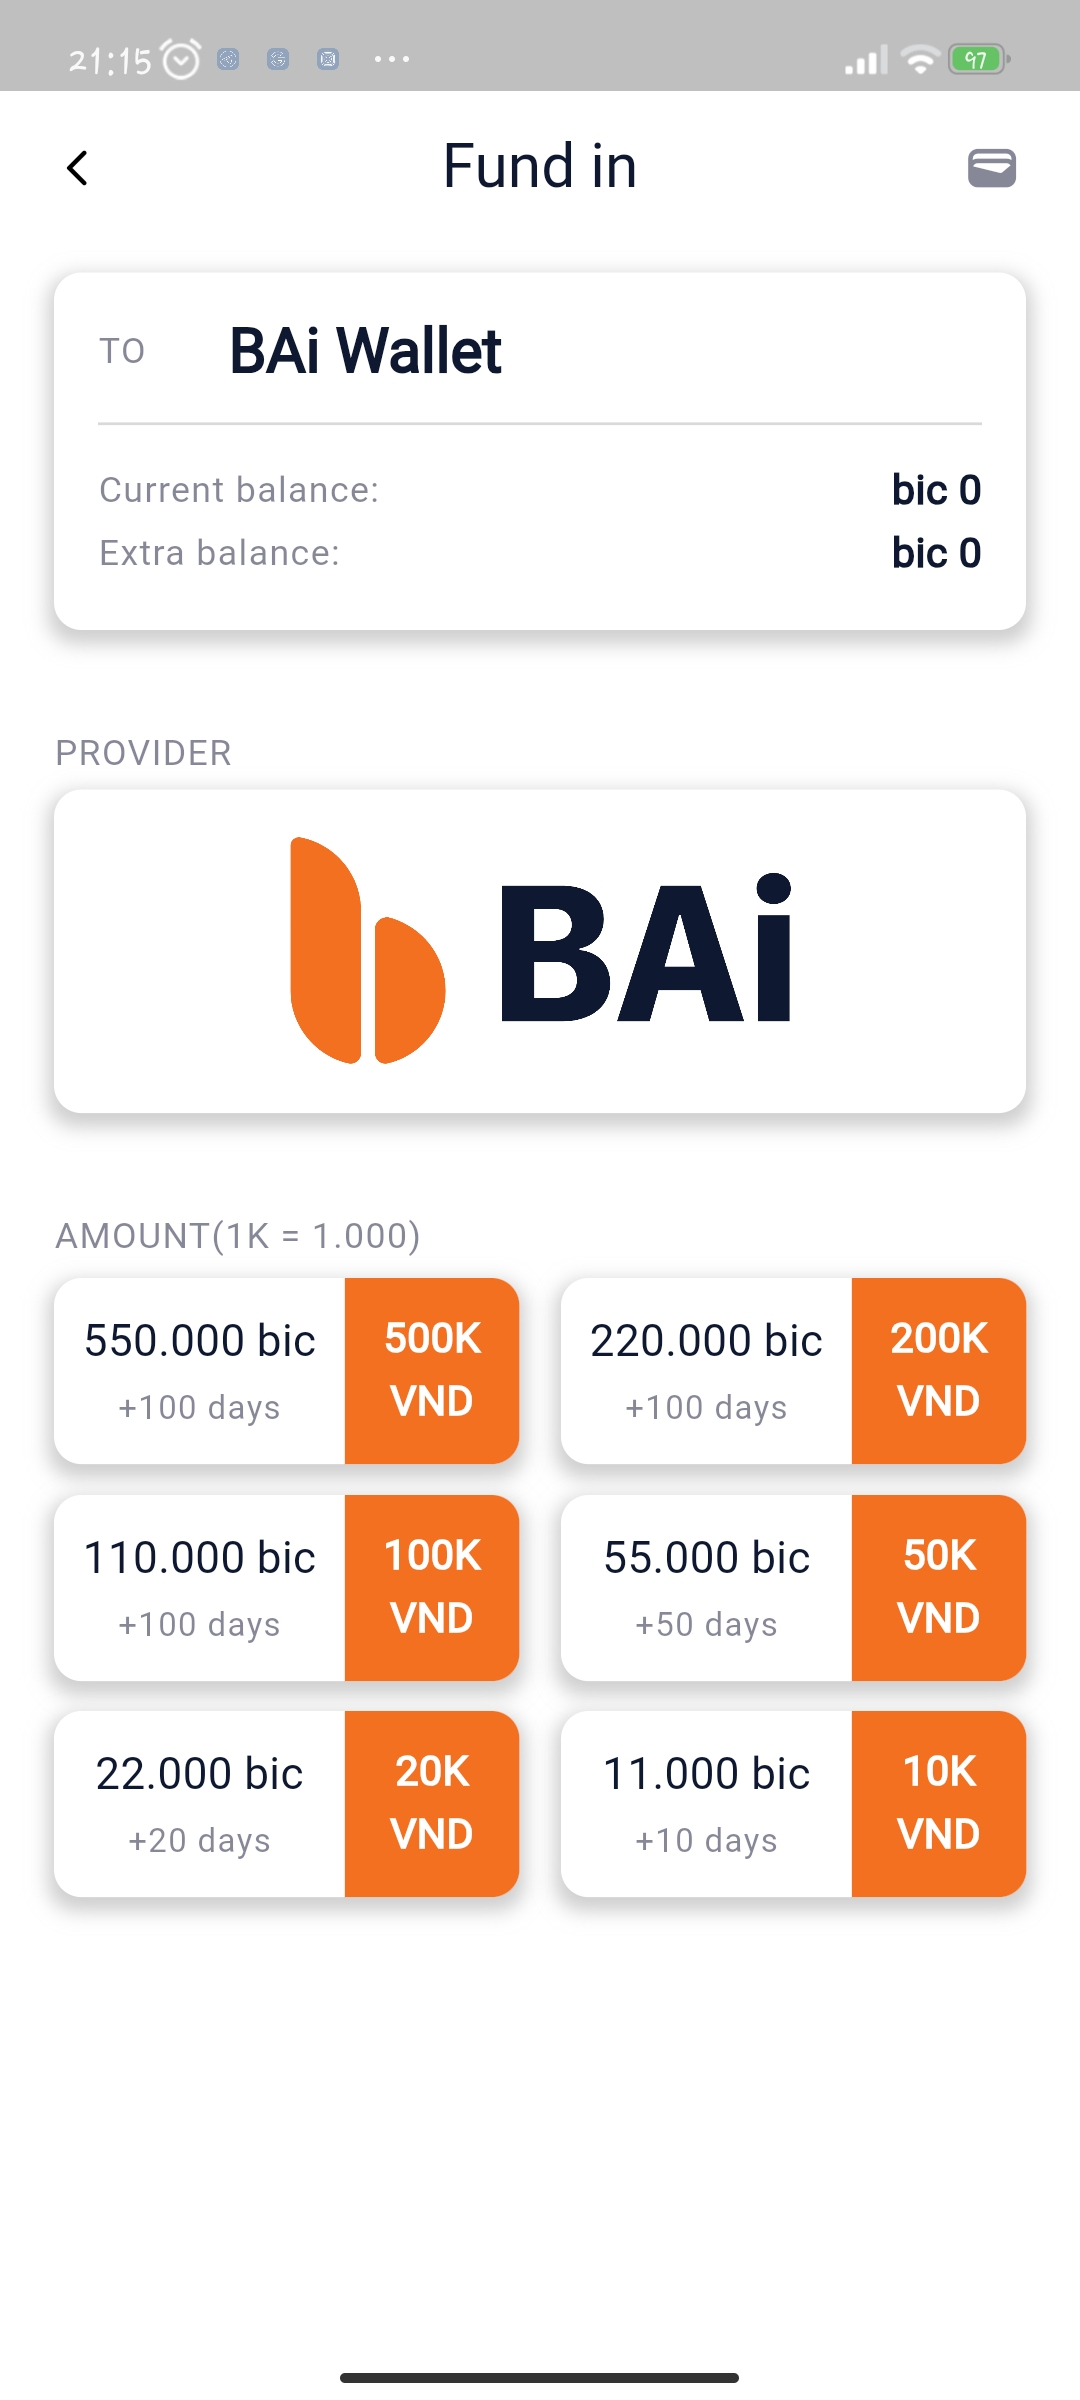 21:15
97
Fund in
TO BAi Wallet
Current balance: bic 0
Extra balance: bic 0
PROVIDER
BAi
AMOUNT(1K = 1.000)
550.000 bic
+100 days
500K
VND
220.000 bic
+100 days
200K
VND
110.000 bic
+100 days
100K
VND
55.000 bic
+50 days
50K
VND
22.000 bic
+20 days
20K
VND
11.000 bic
+10 days
10K
VND